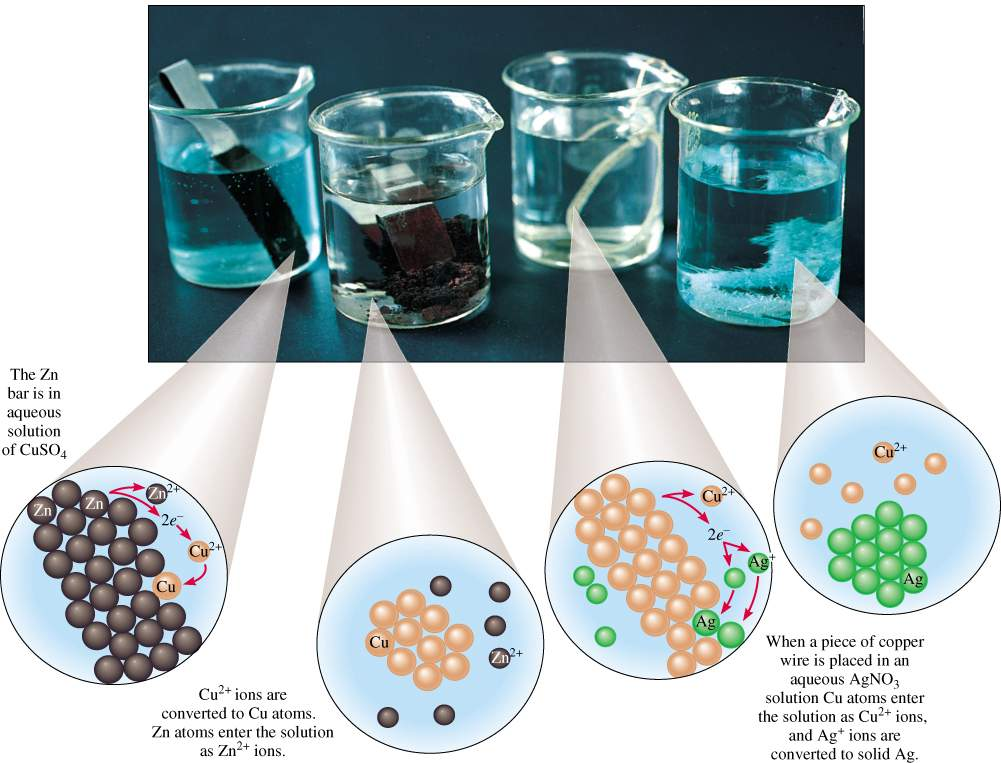 The Zn
bar is in
aqueous
solution
of CuSO₄
Zn
Zn
Zn²⁺
2e⁻
Cu²⁺
Cu
Cu
Zn²⁺
Cu²⁺ ions are
converted to Cu atoms.
Zn atoms enter the solution
as Zn²⁺ ions.
Cu²⁺
2e⁻
Ag⁺
Ag
Cu²⁺
Ag
When a piece of copper
wire is placed in an
aqueous AgNO₃
solution Cu atoms enter
the solution as Cu²⁺ ions,
and Ag⁺ ions are
converted to solid Ag.